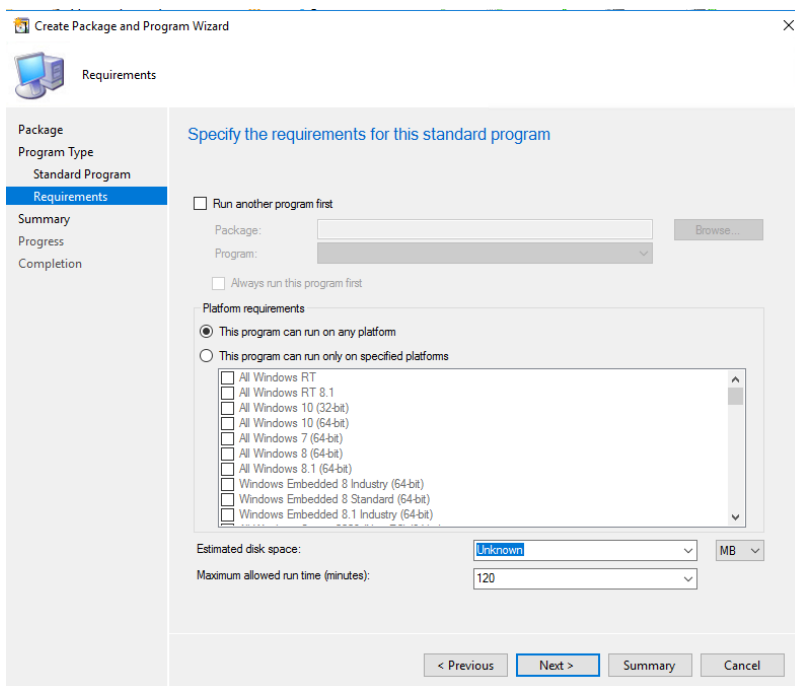 Create Package and Program Wizard
Requirements
Package
Program Type
Standard Program
Requirements
Summary
Progress
Completion
Specify the requirements for this standard program
Run another program first
Package:
Browse...
Program:
Always run this program first
Platform requirements
This program can run on any platform
This program can run only on specified platforms
All Windows RT
All Windows RT 8.1
All Windows 10 (32-bit)
All Windows 10 (64-bit)
All Windows 7 (64-bit)
All Windows 8 (64-bit)
All Windows 8.1 (64-bit)
Windows Embedded 8 Industry (64-bit)
Windows Embedded 8 Standard (64-bit)
Windows Embedded 8.1 Industry (64-bit)
Estimated disk space: Unknown MB
Maximum allowed run time (minutes): 120
< Previous Next > Summary Cancel